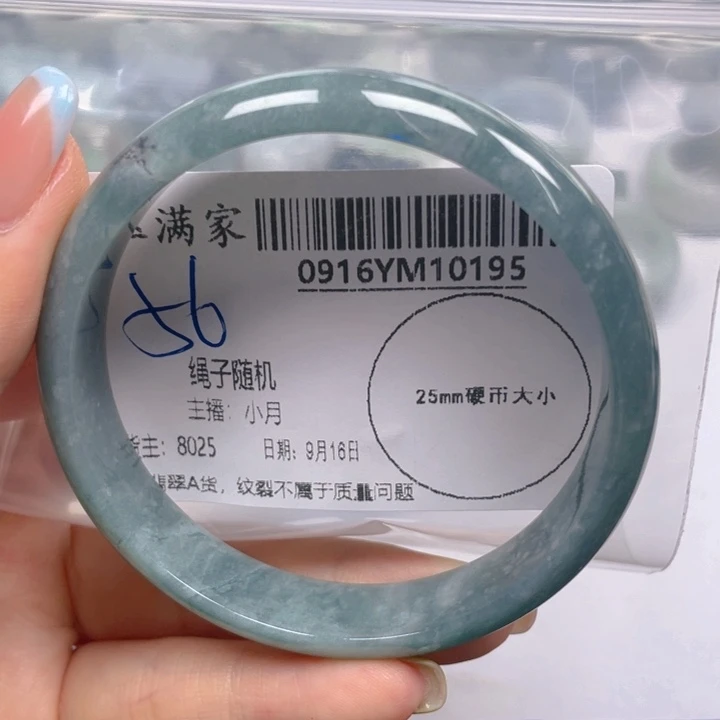 满家
0916YM10195
56
绳子随机
25mm硬币大小
主播：小月
货主：8025 日期：9月16日
翡翠A货，纹裂不属于质量问题